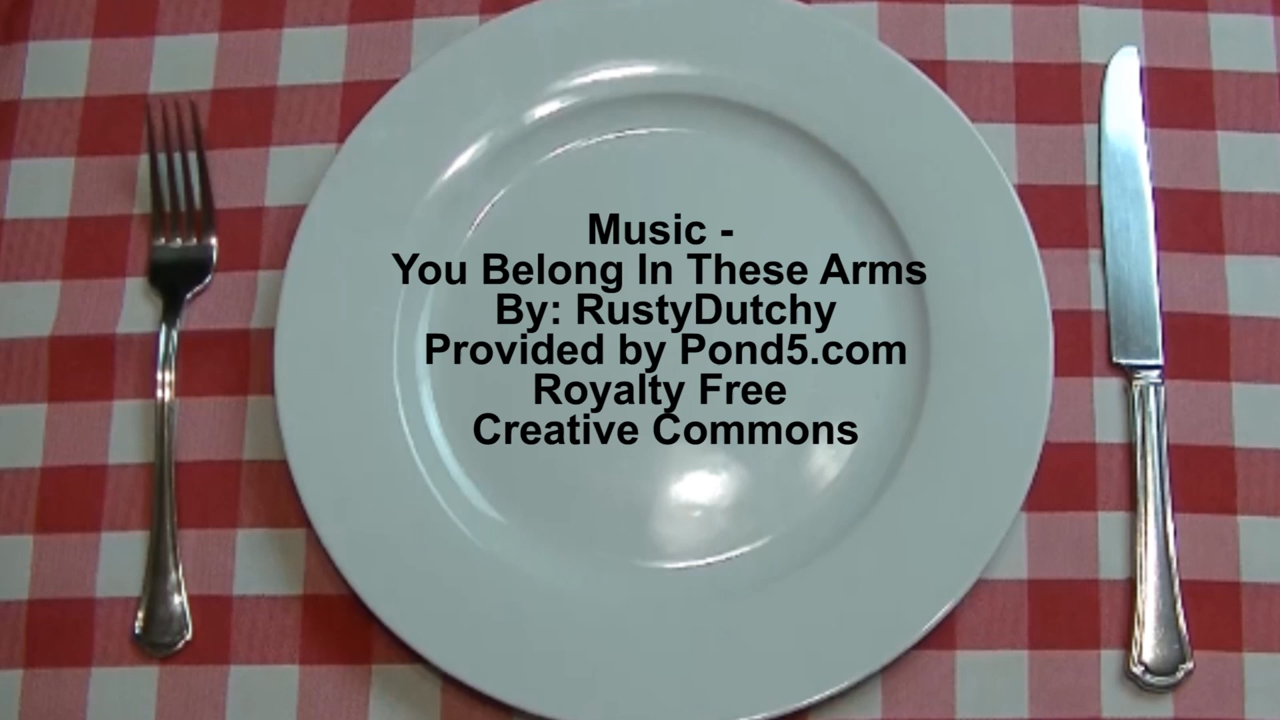 Music -
You Belong In These Arms
By: RustyDutchy
Provided by Pond5.com
Royalty Free
Creative Commons